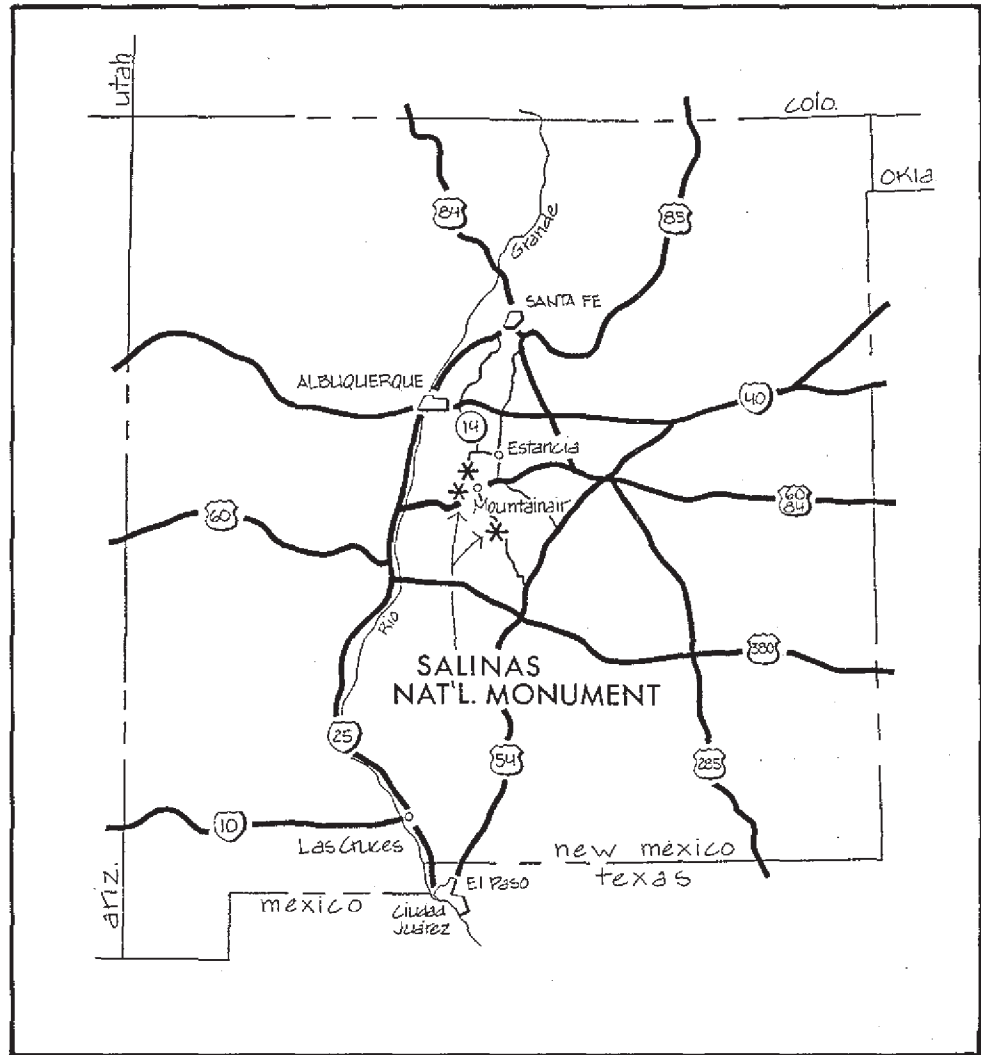 utah
colo.
OKla
84
85
Grande
SANTA FE
ALBUQUERQUE
40
14
Estancia
Mountainair
60
84
60
Rio
380
SALINAS
NAT'L. MONUMENT
25
54
285
10
Las Cruces
new mexico
texas
ariz.
El Paso
mexico
Ciudad
Juárez